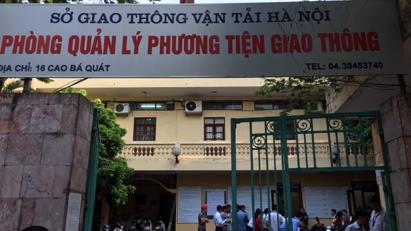 SỞ GIAO THÔNG VẬN TẢI HÀ NỘI
PHÒNG QUẢN LÝ PHƯƠNG TIỆN GIAO THÔNG
ĐỊA CHỈ: 16 CAO BÁ QUÁT TEL: 04.38453740